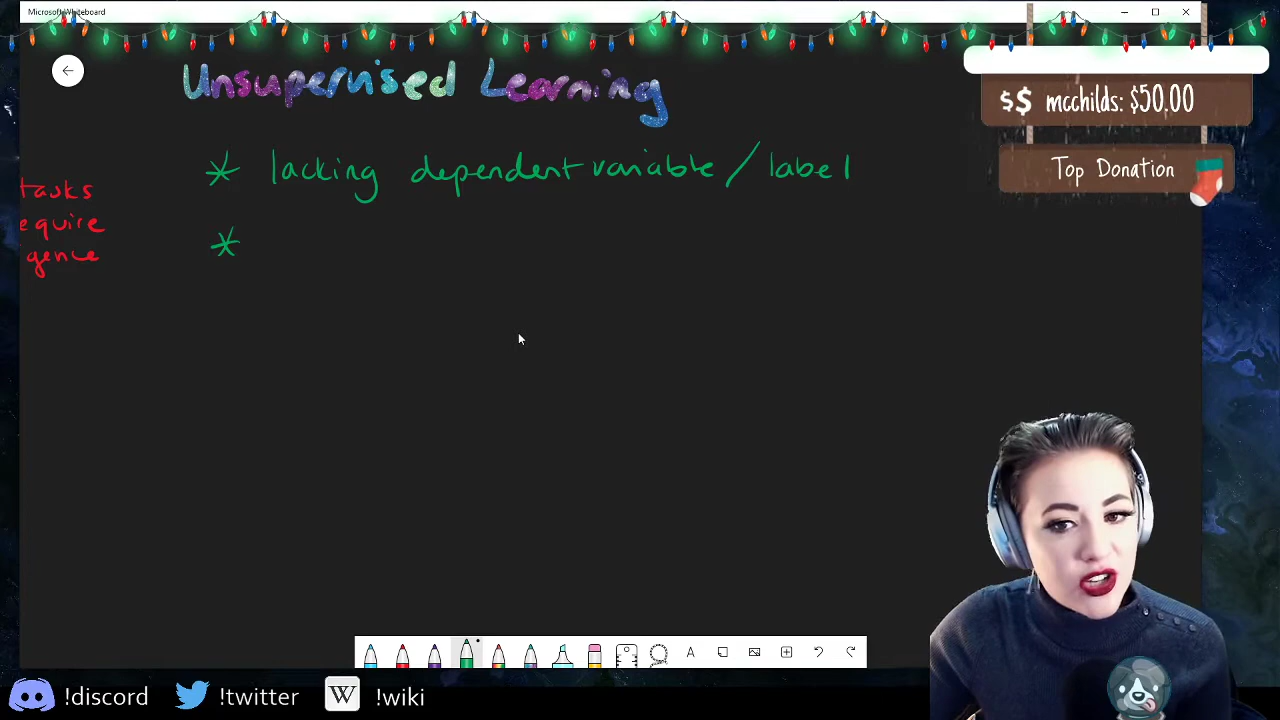 Microsoft Whiteboard
Unsupervised Learning
* lacking dependent variable / label
*
tasks
equire
gence
$$ mcchilds: $50.00
Top Donation
A
!discord
!twitter
W !wiki